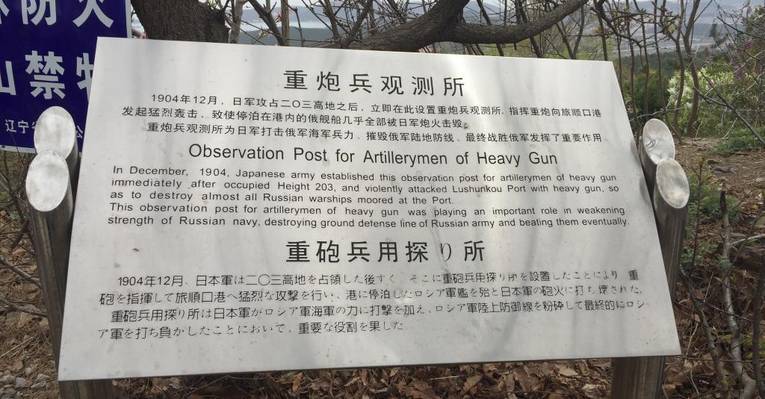 防火
山禁牧
辽宁省
重炮兵观测所
1904年12月，日军攻占二〇三高地之后，立即在此设置重炮兵观测所，指挥重炮向旅顺口港
发起猛烈轰击，致使停泊在港内的俄舰船几乎全部被日军炮火击毁。
重炮兵观测所为日军打击俄军海军兵力、摧毁俄军陆地防线、最终战胜俄军发挥了重要作用。
Observation Post for Artillerymen of Heavy Gun
In December, 1904, Japanese army established this observation post for artillerymen of heavy gun
immediately after occupied Height 203, and violently attacked Lushunkou Port with heavy gun, so
as to destroy almost all Russian warships moored at the Port.
This observation post for artillerymen of heavy gun was playing an important role in weakening
strength of Russian navy, destroying ground defense line of Russian army and beating them eventually.
重砲兵用探り所
1904年12月、日本軍は二〇三高地を占領した後すぐ、そこに重砲兵用探り所を設置したことにより、重
砲を指揮して旅順口港へ猛烈な攻撃を行い、港に停泊したロシア軍艦を殆と日本軍の砲火に打ち壊された。
重砲兵用探り所は日本軍がロシア軍海軍の力に打撃を加え、ロシア軍陸上防御線を粉砕して最終的にロシ
ア軍を打ち負かしたことにおいて、重要な役割を果した